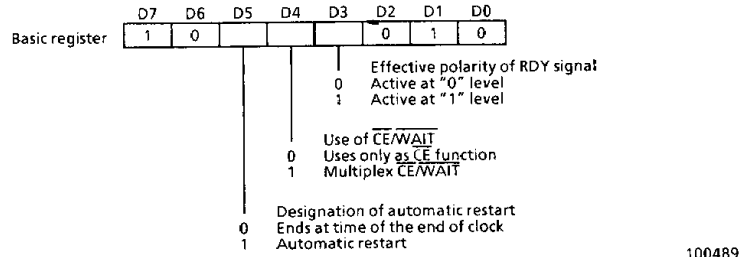 D7 D6 D5 D4 D3 D2 D1 D0
Basic register 1 0 0 1 0
Effective polarity of RDY signal
0 Active at "0" level
1 Active at "1" level
Use of CE/WAIT
0 Uses only as CE function
1 Multiplex CE/WAIT
Designation of automatic restart
0 Ends at time of the end of clock
1 Automatic restart
100489